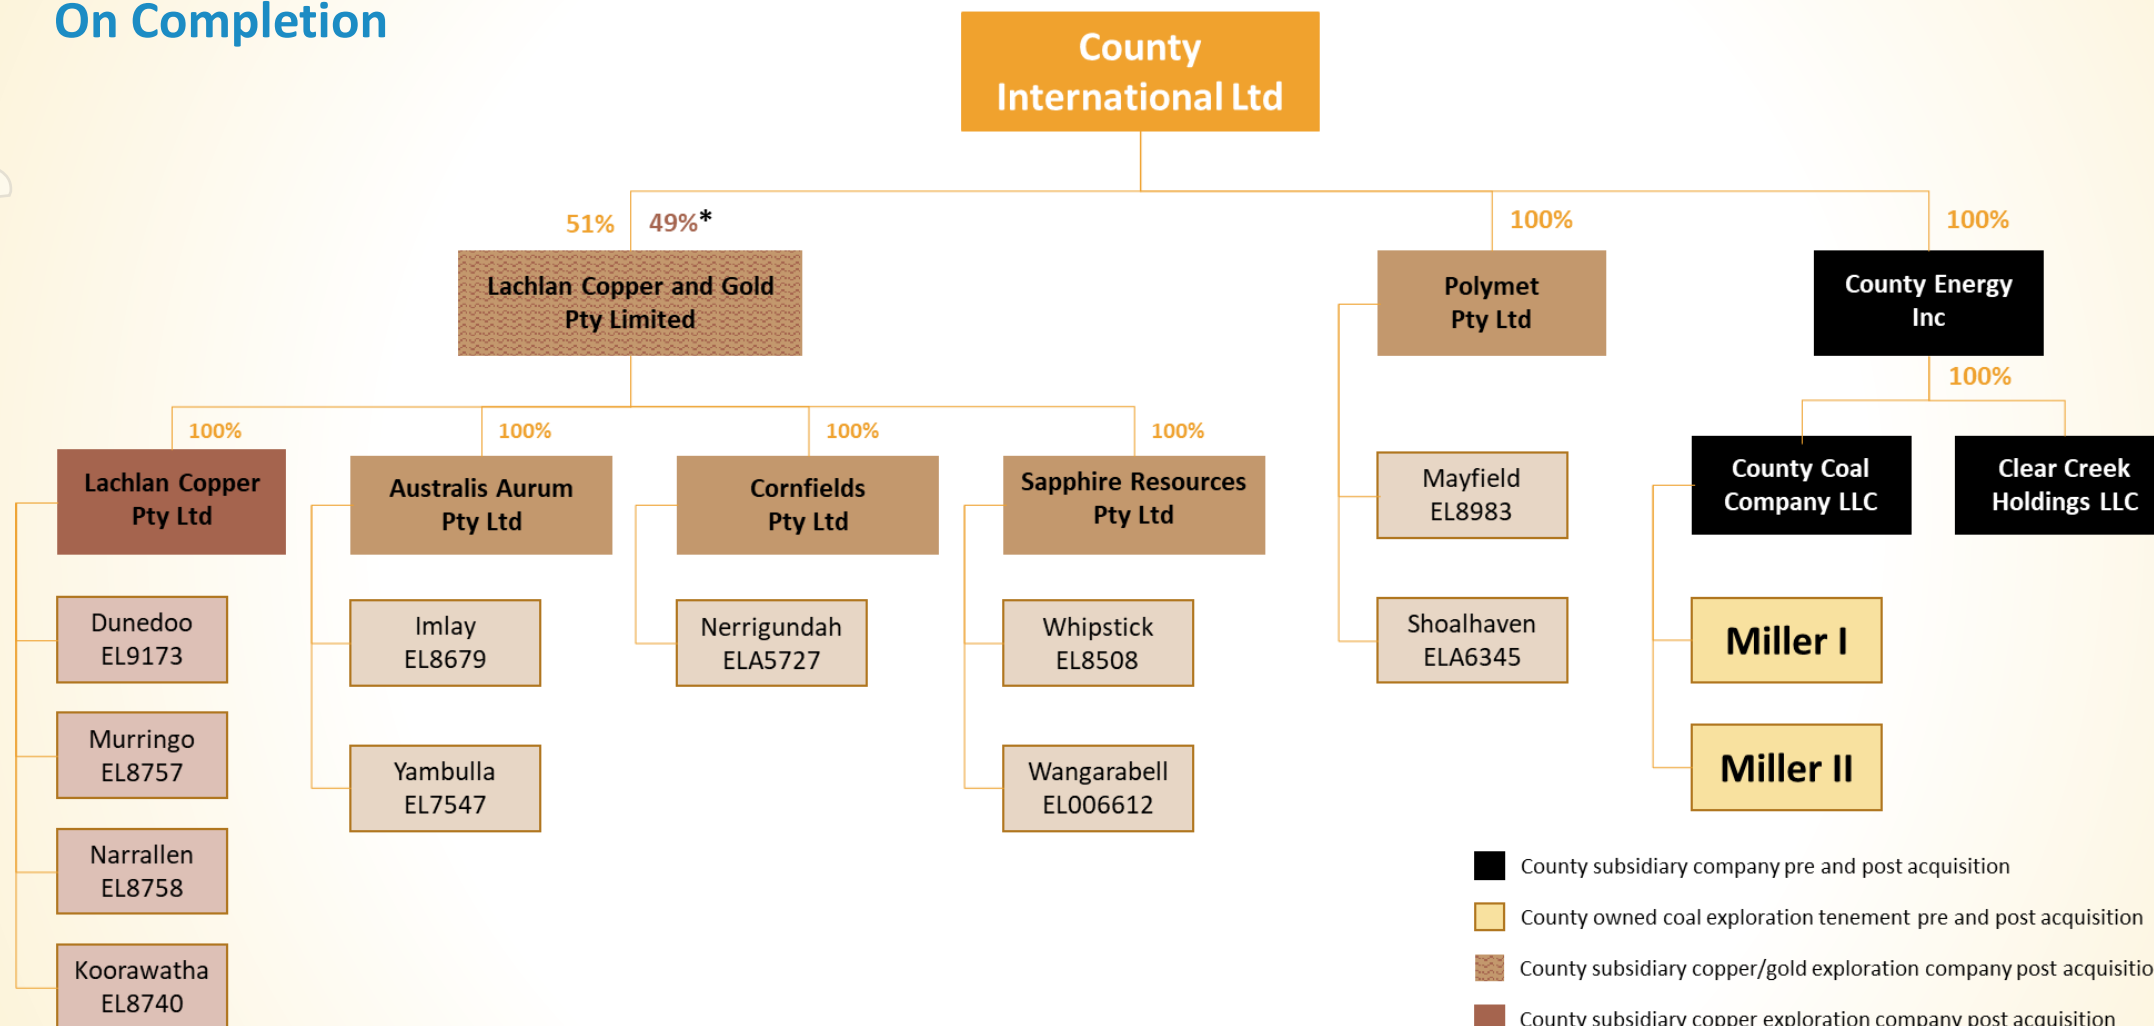 On Completion
County
International Ltd
51%
49%*
100%
100%
Lachlan Copper and Gold
Pty Limited
Polymet
Pty Ltd
County Energy
Inc
100%
100%
100%
100%
100%
Lachlan Copper
Pty Ltd
Australis Aurum
Pty Ltd
Cornfields
Pty Ltd
Sapphire Resources
Pty Ltd
Mayfield
EL8983
County Coal
Company LLC
Clear Creek
Holdings LLC
Dunedoo
EL9173
Imlay
EL8679
Nerrigundah
ELA5727
Whipstick
EL8508
Shoalhaven
ELA6345
Miller I
Murringo
EL8757
Yambulla
EL7547
Wangarabell
EL006612
Miller II
Narrallen
EL8758
Koorawatha
EL8740
County subsidiary company pre and post acquisition
County owned coal exploration tenement pre and post acquisition
County subsidiary copper/gold exploration company post acquisitio
County subsidiary copper exploration company post acquisition